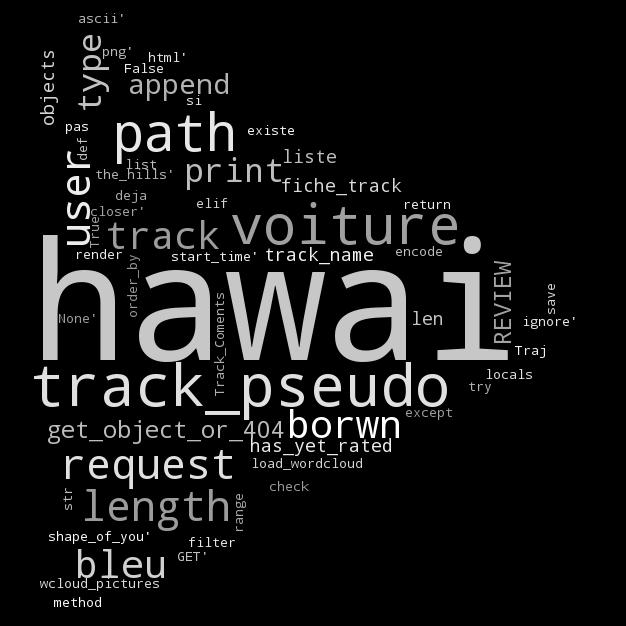 ascii'
png'
html'
objects
type
False
append
si
pas
path
existe
def
list
liste
the_hills'
print
fiche_track
user
deja
elif
return
closer'
True
track
voiture
render
start_time'
track_name
encode
order_by
hawai
REVIEW
save
None'
Track_Coments
len
ignore'
Traj
track_pseudo
locals
try
get_object_or_404
borwn
except
has_yet_rated
request
load_wordcloud
str
length
range
check
shape_of_you'
filter
bleu
GET'
wcloud_pictures
method